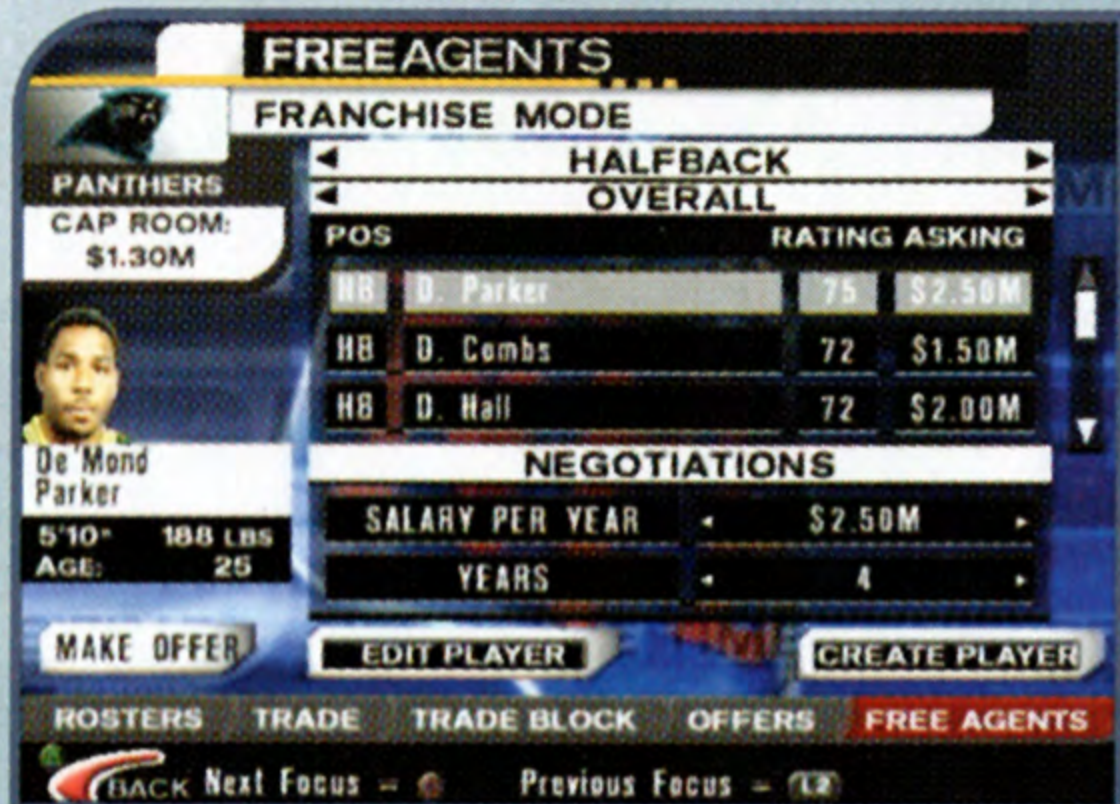 FREEAGENTS
FRANCHISE MODE
PANTHERS
CAP ROOM:
$1.30M
HALFBACK
OVERALL
POS RATING ASKING
HB D. Parker 75 $2.50M
HB D. Combs 72 $1.50M
HB D. Hall 72 $2.00M
De'Mond
Parker
5'10" 188 LBS
AGE: 25
NEGOTIATIONS
SALARY PER YEAR $2.50M
YEARS 4
MAKE OFFER EDIT PLAYER CREATE PLAYER
ROSTERS TRADE TRADE BLOCK OFFERS FREE AGENTS
BACK Next Focus - Previous Focus - L2